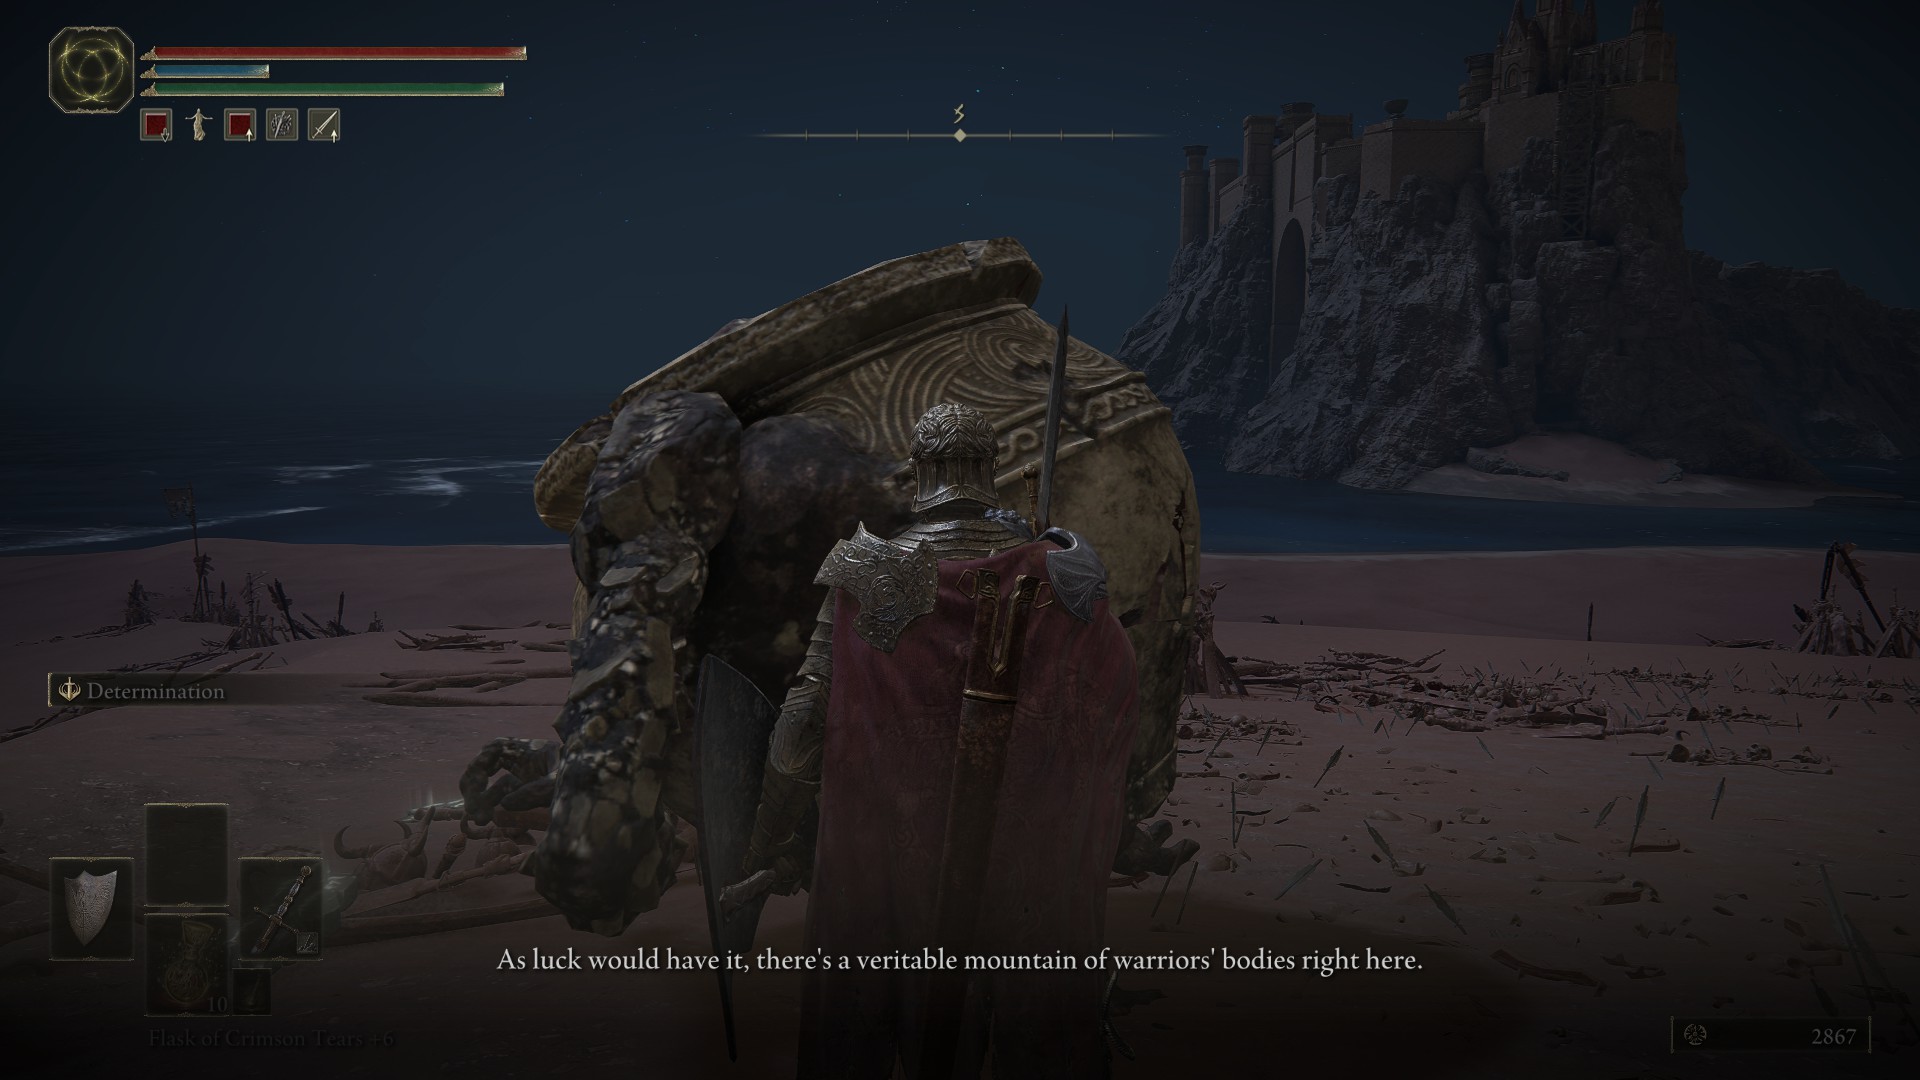 S
Determination
10
As luck would have it, there's a veritable mountain of warriors' bodies right here.
Flask of Crimson Tears +6
2867